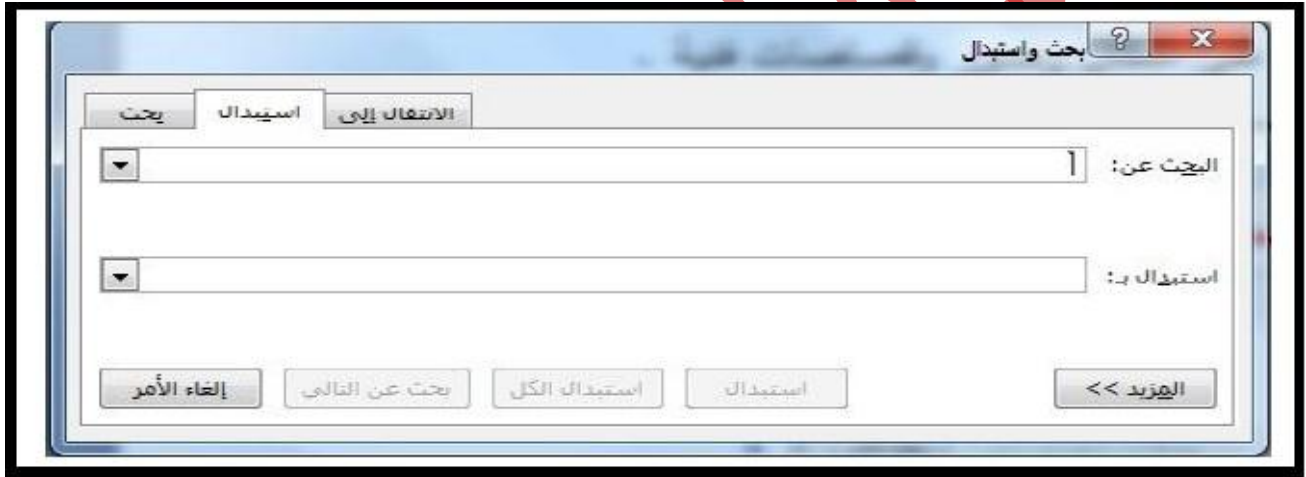 بحث واستبدال
بحث استبدال الانتقال إلى
البحث عن:
استبدال بـ:
المزيد >> استبدال استبدال الكل بحث عن التالي إلغاء الأمر